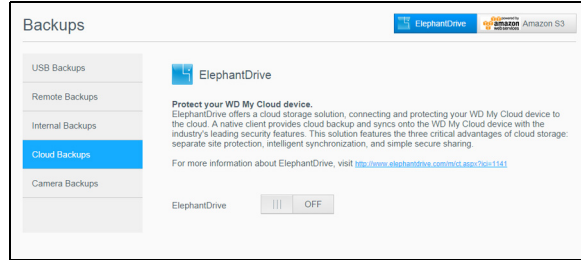 Backups
ElephantDrive
powered by
amazon
web services
Amazon S3
USB Backups
Remote Backups
Internal Backups
Cloud Backups
Camera Backups
ElephantDrive
Protect your WD My Cloud device.
ElephantDrive offers a cloud storage solution, connecting and protecting your WD My Cloud device to
the cloud. A native client provides cloud backup and syncs onto the WD My Cloud device with the
industry's leading security features. This solution features the three critical advantages of cloud storage:
separate site protection, intelligent synchronization, and simple secure sharing.
For more information about ElephantDrive, visit http://www.elephantdrive.com/m/ct.aspx?ici=1141
ElephantDrive
OFF